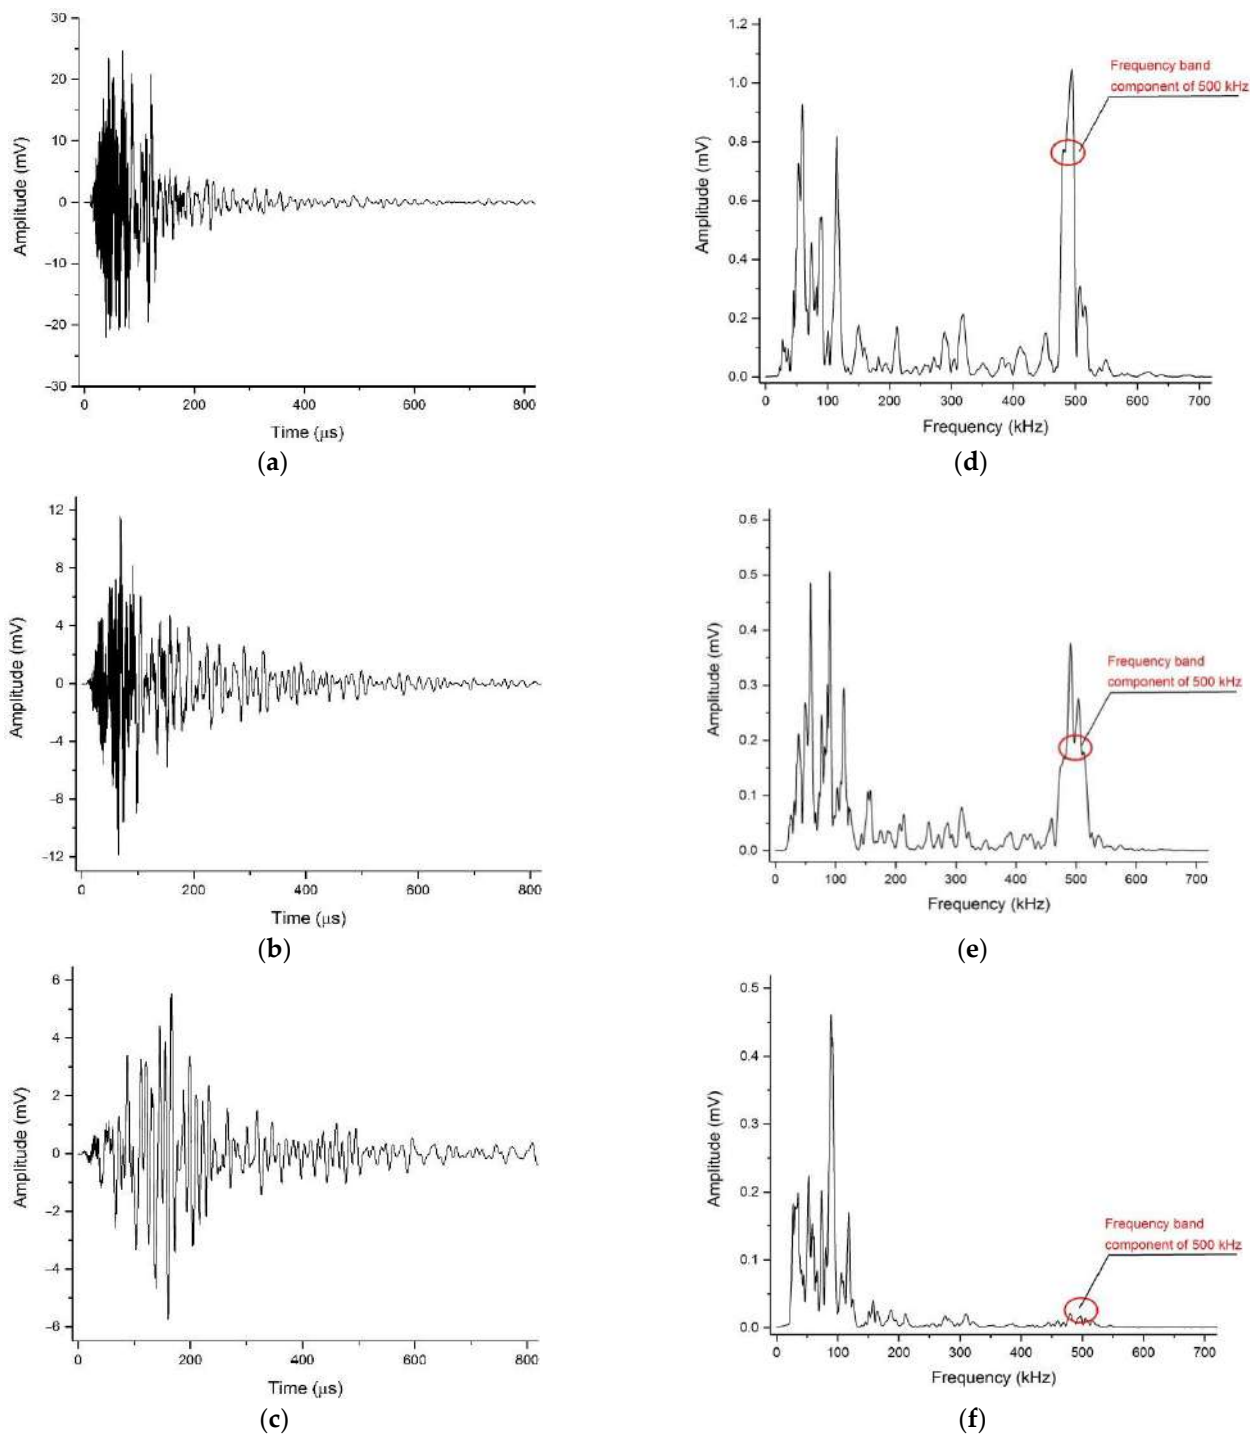 30
20
10
0
−10
−20
−30
Amplitude (mV)
0 200 400 600 800
Time (μs)
(a)
1.2
1.0
0.8
0.6
0.4
0.2
0.0
Amplitude (mV)
Frequency band
component of 500 kHz
0 100 200 300 400 500 600 700
Frequency (kHz)
(d)
12
8
4
0
−4
−8
−12
Amplitude (mV)
0 200 400 600 800
Time (μs)
(b)
0.6
0.5
0.4
0.3
0.2
0.1
0.0
Amplitude (mV)
Frequency band
component of 500 kHz
0 100 200 300 400 500 600 700
Frequency (kHz)
(e)
6
4
2
0
−2
−4
−6
Amplitude (mV)
0 200 400 600 800
Time (μs)
(c)
0.5
0.4
0.3
0.2
0.1
0.0
Amplitude (mV)
Frequency band
component of 500 kHz
0 100 200 300 400 500 600 700
Frequency (kHz)
(f)